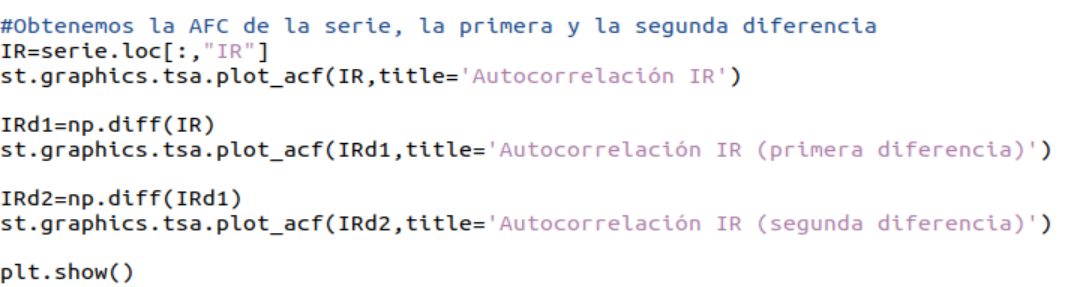 #Obtenemos la AFC de la serie, la primera y la segunda diferencia
IR=serie.loc[:,"IR"]
st.graphics.tsa.plot_acf(IR,title='Autocorrelación IR')
IRd1=np.diff(IR)
st.graphics.tsa.plot_acf(IRd1,title='Autocorrelación IR (primera diferencia)')
IRd2=np.diff(IRd1)
st.graphics.tsa.plot_acf(IRd2,title='Autocorrelación IR (segunda diferencia)')
plt.show()